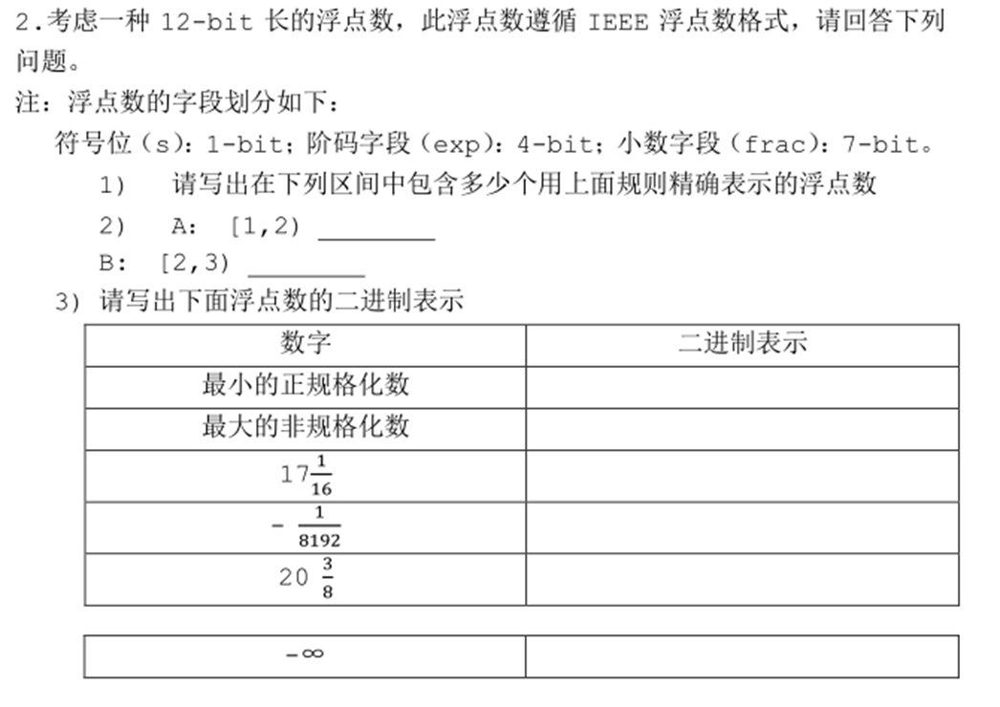 2.考虑一种 12-bit 长的浮点数，此浮点数遵循 IEEE 浮点数格式，请回答下列
问题。
注：浮点数的字段划分如下：
符号位（s）：1-bit；阶码字段（exp）：4-bit；小数字段（frac）：7-bit。
1) 请写出在下列区间中包含多少个用上面规则精确表示的浮点数
2) A： [1,2) ________
B： [2,3) ________
3) 请写出下面浮点数的二进制表示
数字 二进制表示
最小的正规格化数
最大的非规格化数
17 1/16
- 1/8192
20 3/8
-∞